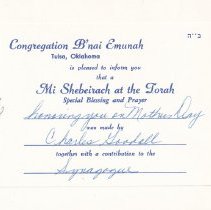 ב״ה
Congregation B'nai Emunah
Tulsa, Oklahoma
is pleased to inform you
that a
Mi Shebeirach at the Torah
Special Blessing and Prayer
honoring you on Mother's Day
was made by
Charles Goodall
together with a contribution to the
Synagogue